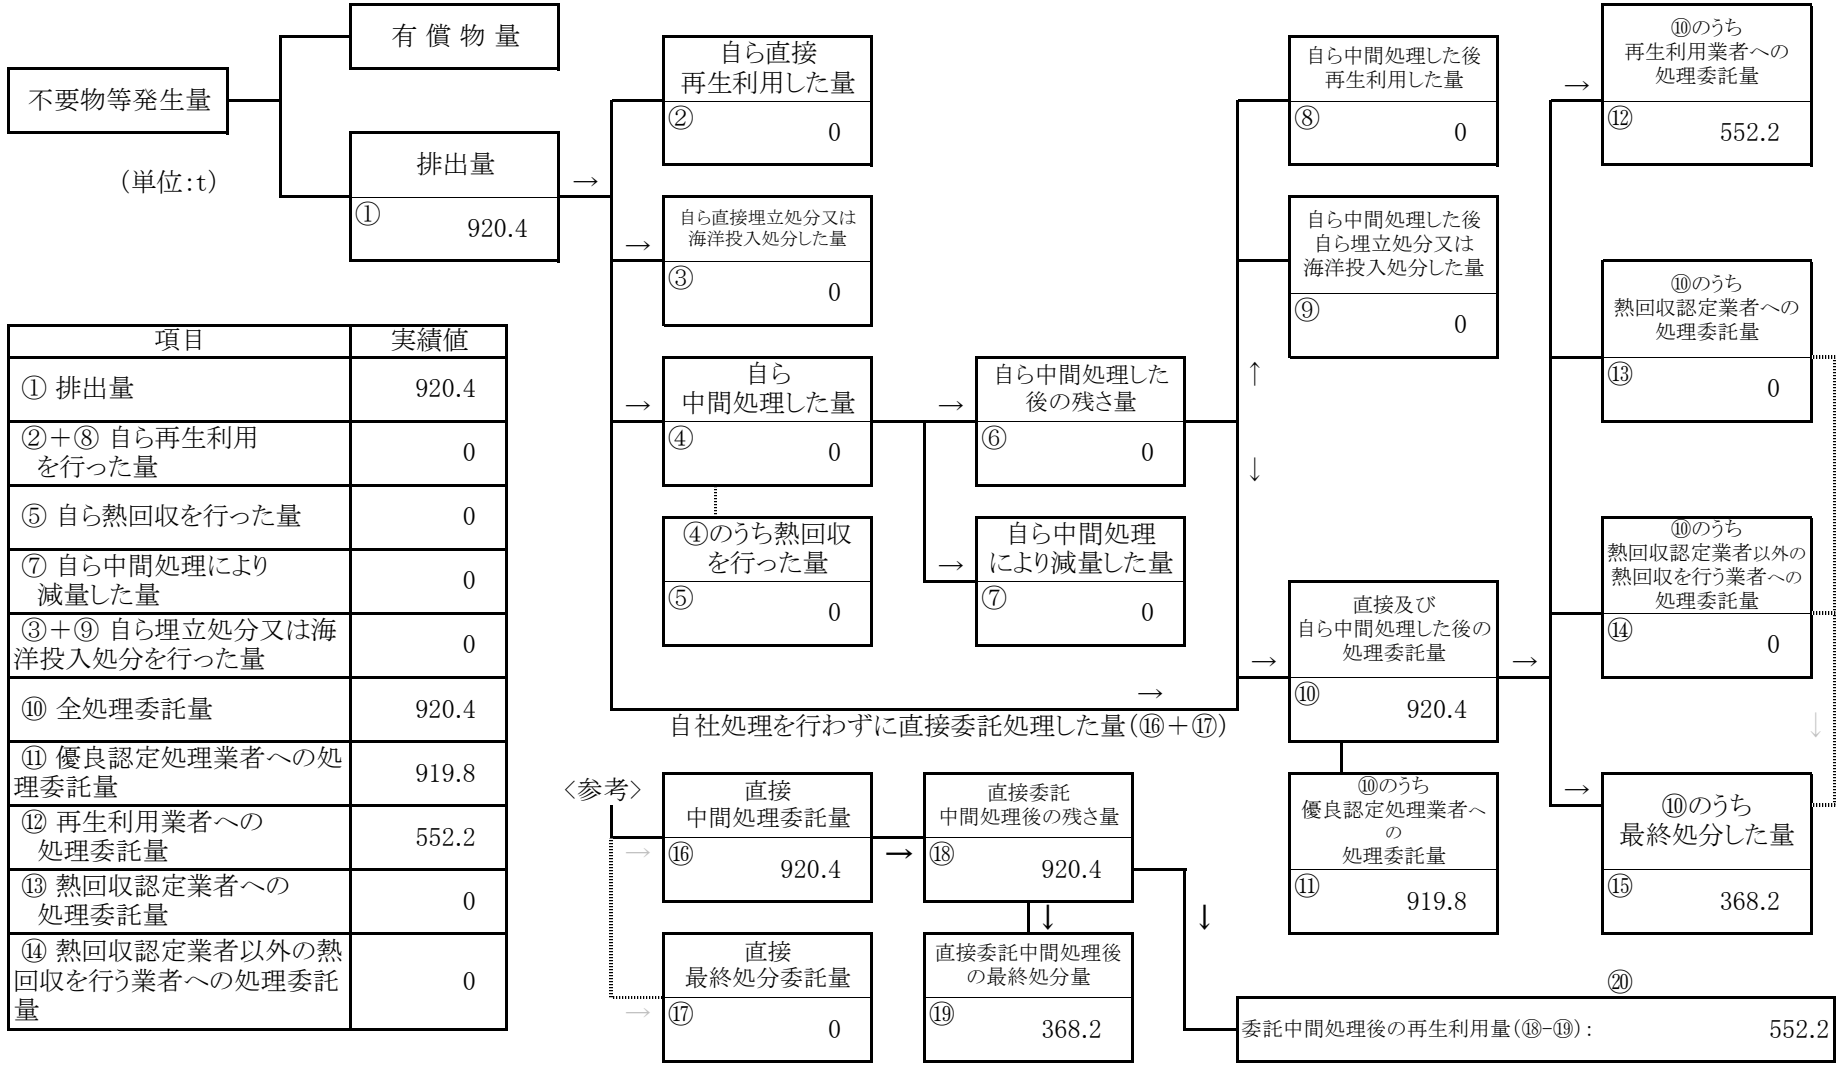 有 償 物 量
不要物等発生量
(単位:t)
排出量
①
920.4
→
自ら直接
再生利用した量
②
0
→
自ら直接埋立処分又は
海洋投入処分した量
③
0
→
自ら
中間処理した量
④
0
④のうち熱回収
を行った量
⑤
0
→
自ら中間処理した
後の残さ量
⑥
0
→
自ら中間処理
により減量した量
⑦
0
自ら中間処理した後
再生利用した量
⑧
0
自ら中間処理した後
自ら埋立処分又は
海洋投入処分した量
⑨
0
↑
↓
→
→
自社処理を行わずに直接委託処理した量(⑯+⑰)
直接及び
自ら中間処理した後の
処理委託量
⑩
920.4
→
⑩のうち
優良認定処理業者へ
の
処理委託量
⑪
919.8
→
⑩のうち
再生利用業者への
処理委託量
⑫
552.2
⑩のうち
熱回収認定業者への
処理委託量
⑬
0
⑩のうち
熱回収認定業者以外の
熱回収を行う業者への
処理委託量
⑭
0
↓
→
⑩のうち
最終処分した量
⑮
368.2
項目 実績値
① 排出量 920.4
②+⑧ 自ら再生利用
を行った量 0
⑤ 自ら熱回収を行った量 0
⑦ 自ら中間処理により
減量した量 0
③+⑨ 自ら埋立処分又は海
洋投入処分を行った量 0
⑩ 全処理委託量 920.4
⑪ 優良認定処理業者への処
理委託量 919.8
⑫ 再生利用業者への
処理委託量 552.2
⑬ 熱回収認定業者への
処理委託量 0
⑭ 熱回収認定業者以外の熱
回収を行う業者への処理委託
量 0
<参考>
→
直接
中間処理委託量
⑯
920.4
→
直接委託
中間処理後の残さ量
⑱
920.4
↓
↓
→
直接
最終処分委託量
⑰
0
直接委託中間処理後
の最終処分量
⑲
368.2
⑳
委託中間処理後の再生利用量(⑱-⑲): 552.2